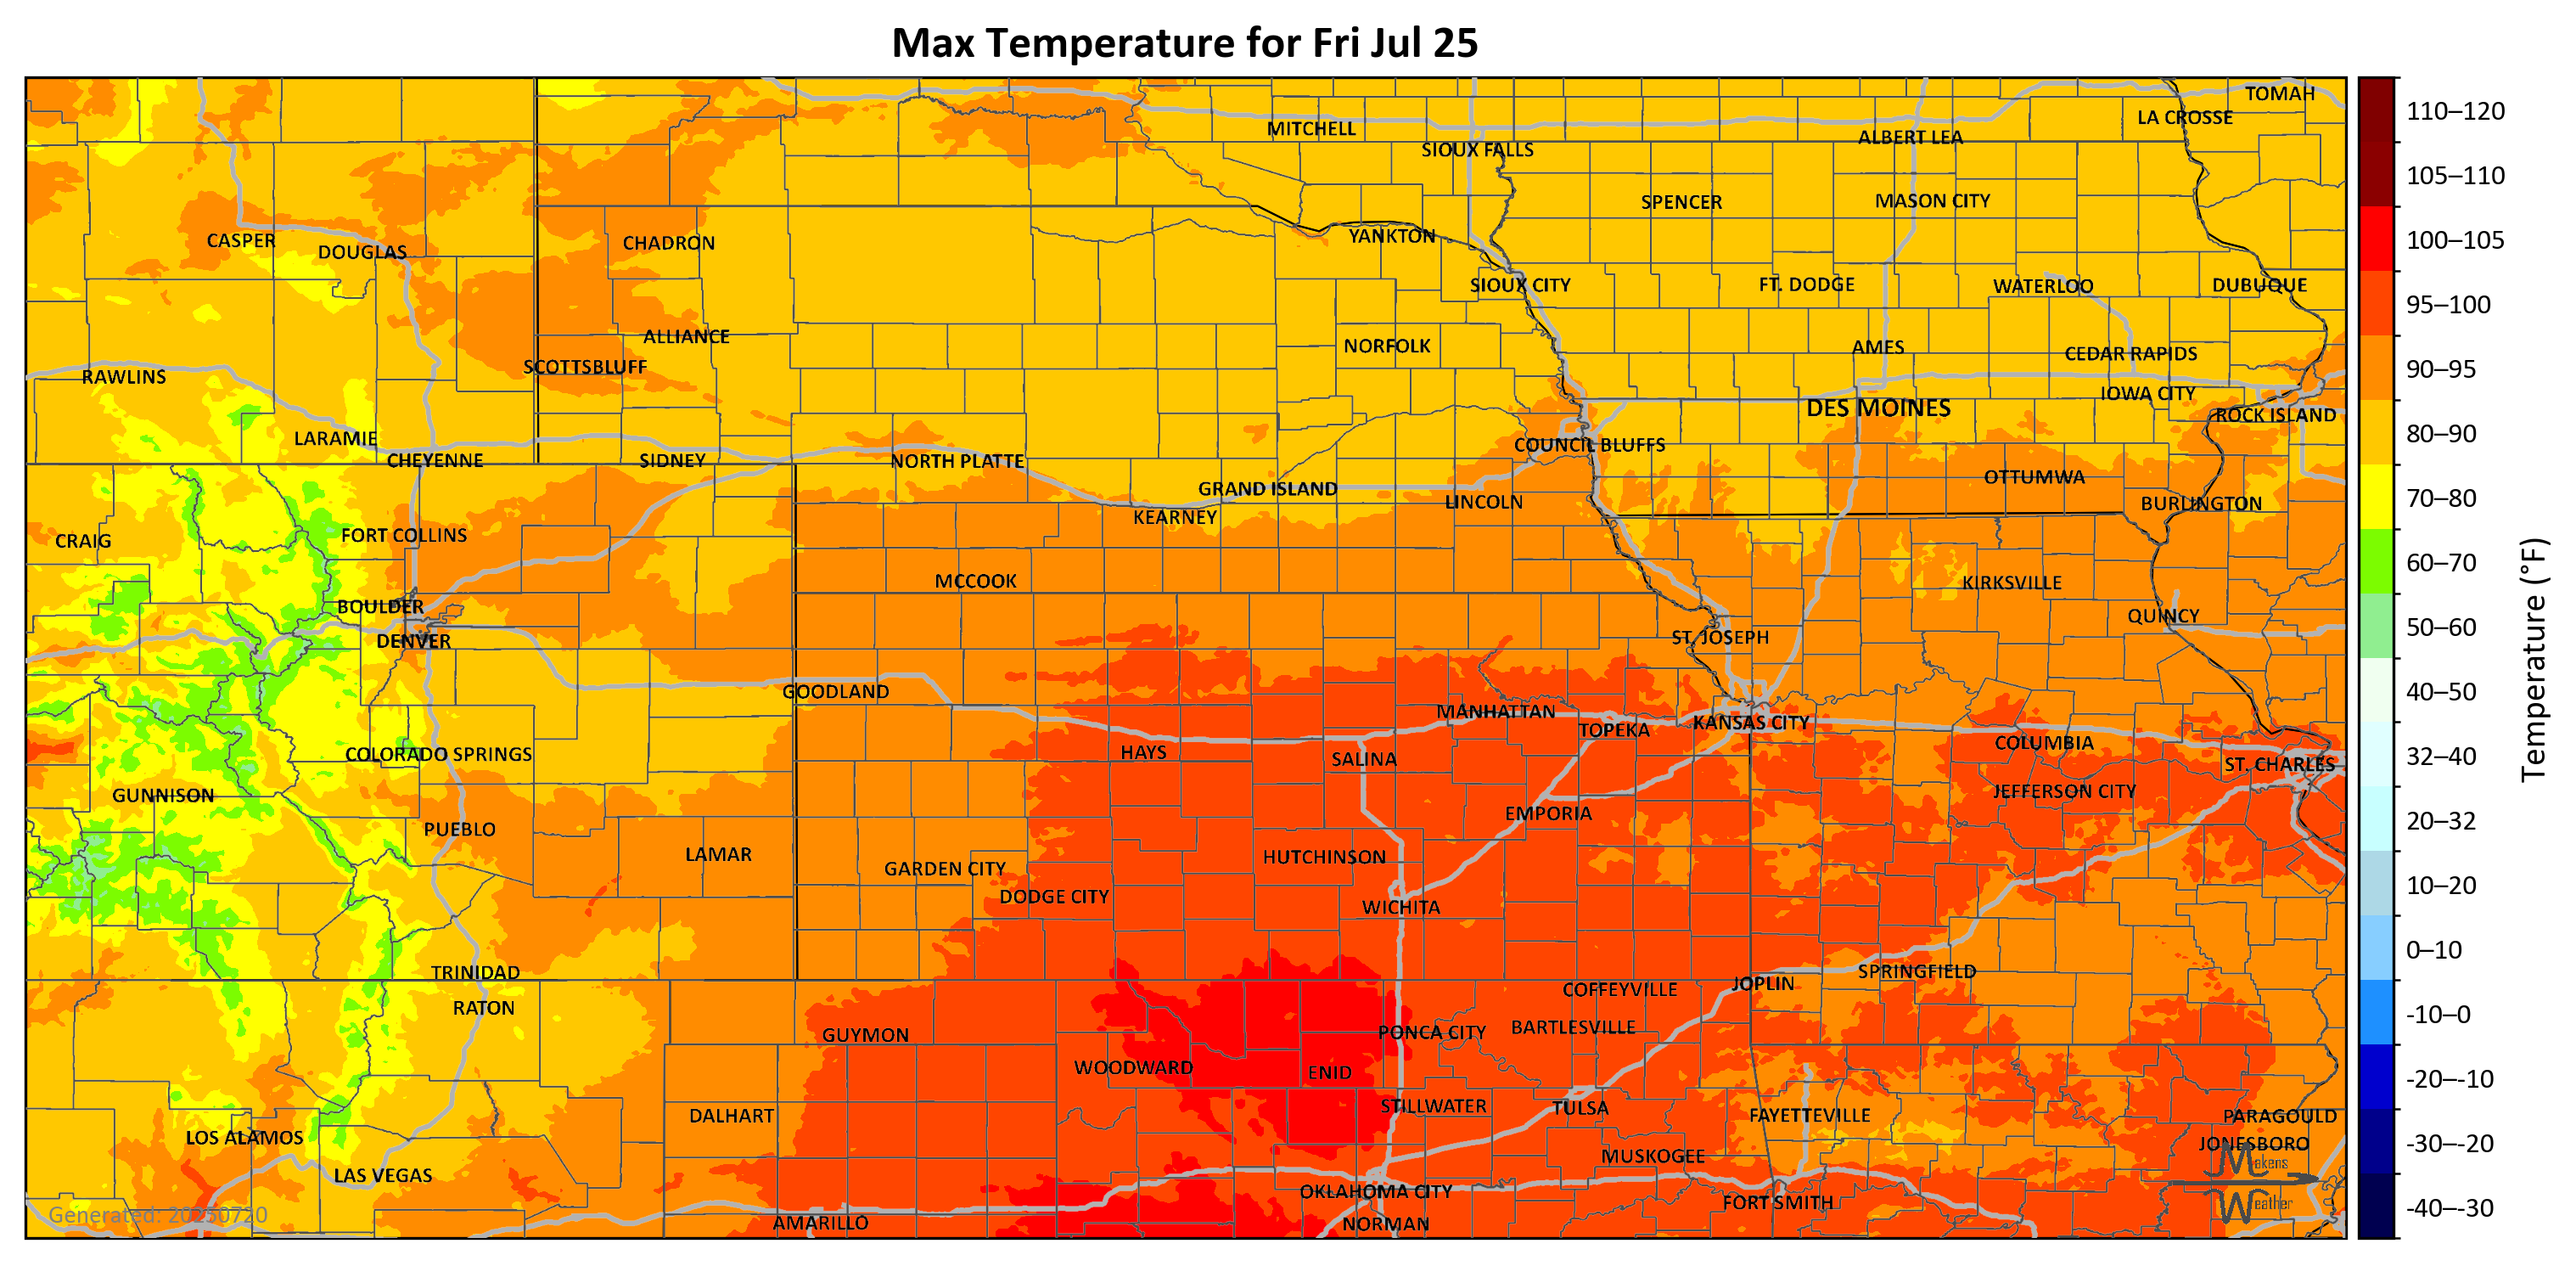 Max Temperature for Fri Jul 25
TOMAH
LA CROSSE
MITCHELL
ALBERT LEA
SIOUX FALLS
SPENCER
MASON CITY
CASPER
DOUGLAS
CHADRON
YANKTON
SIOUX CITY
FT. DODGE
WATERLOO
DUBUQUE
ALLIANCE
NORFOLK
AMES
CEDAR RAPIDS
SCOTTSBLUFF
RAWLINS
IOWA CITY
DES MOINES
ROCK ISLAND
LARAMIE
COUNCIL BLUFFS
CHEYENNE
SIDNEY
NORTH PLATTE
OTTUMWA
GRAND ISLAND
LINCOLN
BURLINGTON
KEARNEY
FORT COLLINS
CRAIG
MCCOOK
KIRKSVILLE
BOULDER
QUINCY
DENVER
ST. JOSEPH
GOODLAND
MANHATTAN
KANSAS CITY
TOPEKA
COLUMBIA
HAYS
COLORADO SPRINGS
SALINA
ST. CHARLES
GUNNISON
JEFFERSON CITY
EMPORIA
PUEBLO
LAMAR
HUTCHINSON
GARDEN CITY
DODGE CITY
WICHITA
TRINIDAD
SPRINGFIELD
JOPLIN
COFFEYVILLE
RATON
BARTLESVILLE
PONCA CITY
GUYMON
WOODWARD
ENID
STILLWATER
TULSA
DALHART
FAYETTEVILLE
PARAGOULD
LOS ALAMOS
JONESBORO
MUSKOGEE
LAS VEGAS
OKLAHOMA CITY
FORT SMITH
AMARILLO
NORMAN
Generated: 20250720
Makens
Weather
110–120
105–110
100–105
95–100
90–95
80–90
70–80
60–70
50–60
40–50
32–40
20–32
10–20
0–10
-10–0
-20–-10
-30–-20
-40–-30
Temperature (°F)